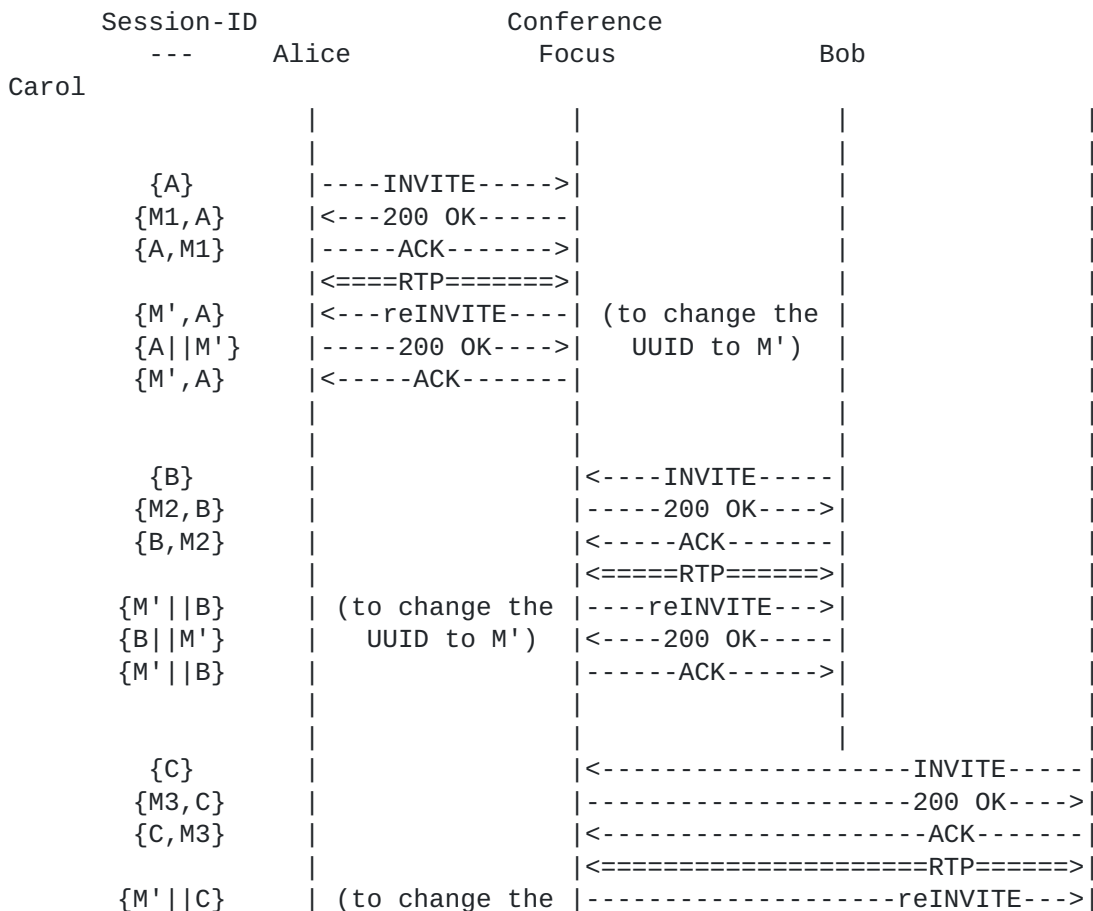 Session-ID                Conference
   ---     Alice            Focus             Bob              Carol
                    |                |                |               |
                    |                |                |               |
         {A}        |----INVITE----->|                |               |
        {M1,A}      |<---200 OK------|                |               |
        {A,M1}      |-----ACK------->|                |               |
                    |<====RTP=======>|                |               |
        {M',A}      |<---reINVITE----| (to change the |               |
        {A||M'}     |-----200 OK---->|   UUID to M')  |               |
        {M',A}      |<-----ACK-------|                |               |
                    |                |                |               |
                    |                |                |               |
         {B}        |                |<----INVITE-----|               |
        {M2,B}      |                |-----200 OK---->|               |
        {B,M2}      |                |<-----ACK-------|               |
                    |                |<=====RTP======>|               |
       {M'||B}      | (to change the |----reINVITE--->|               |
       {B||M'}      |   UUID to M')  |<----200 OK-----|               |
       {M'||B}      |                |------ACK------>|               |
                    |                |                |               |
                    |                |                |               |
         {C}        |                |<--------------------INVITE-----|
        {M3,C}      |                |---------------------200 OK---->|
        {C,M3}      |                |<---------------------ACK-------|
                    |                |<=====================RTP======>|
       {M'||C}      | (to change the |--------------------reINVITE--->|